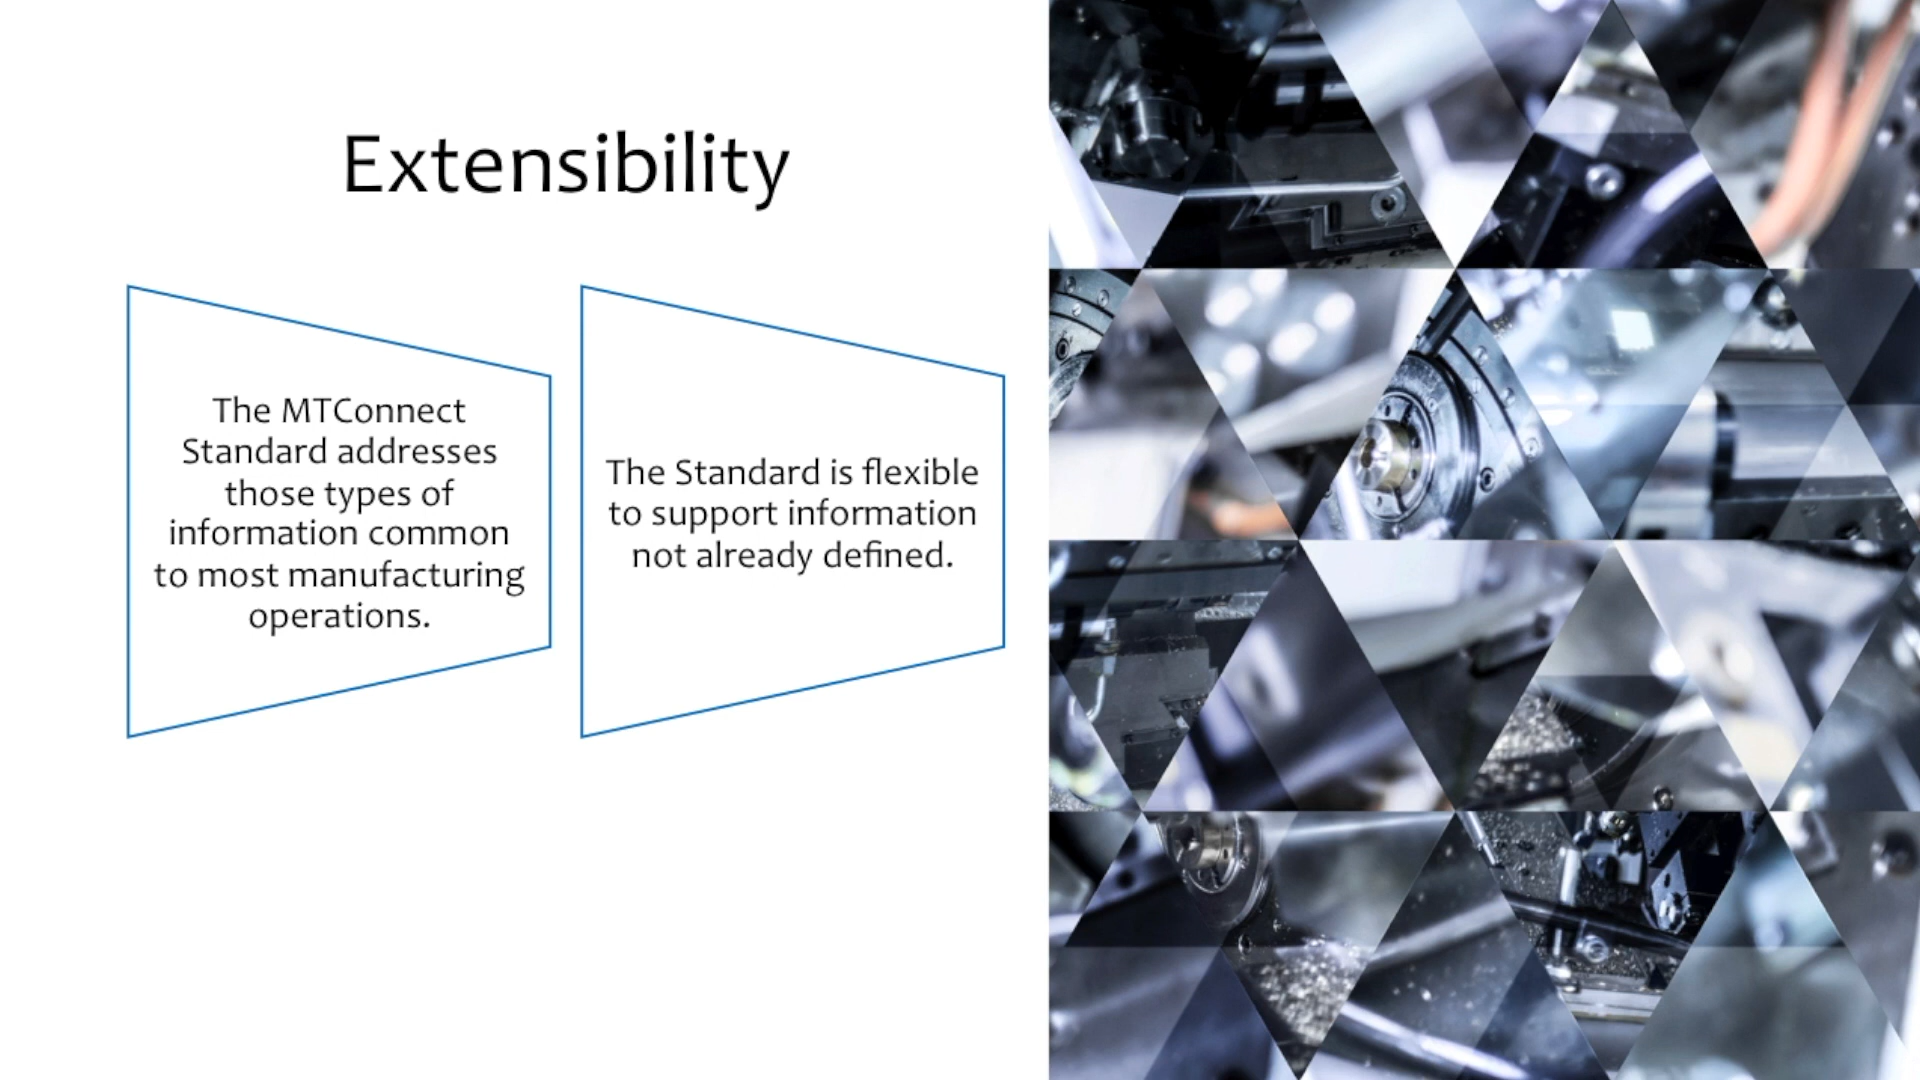 Extensibility
The MTConnect
Standard addresses
those types of
information common
to most manufacturing
operations.
The Standard is flexible
to support information
not already defined.